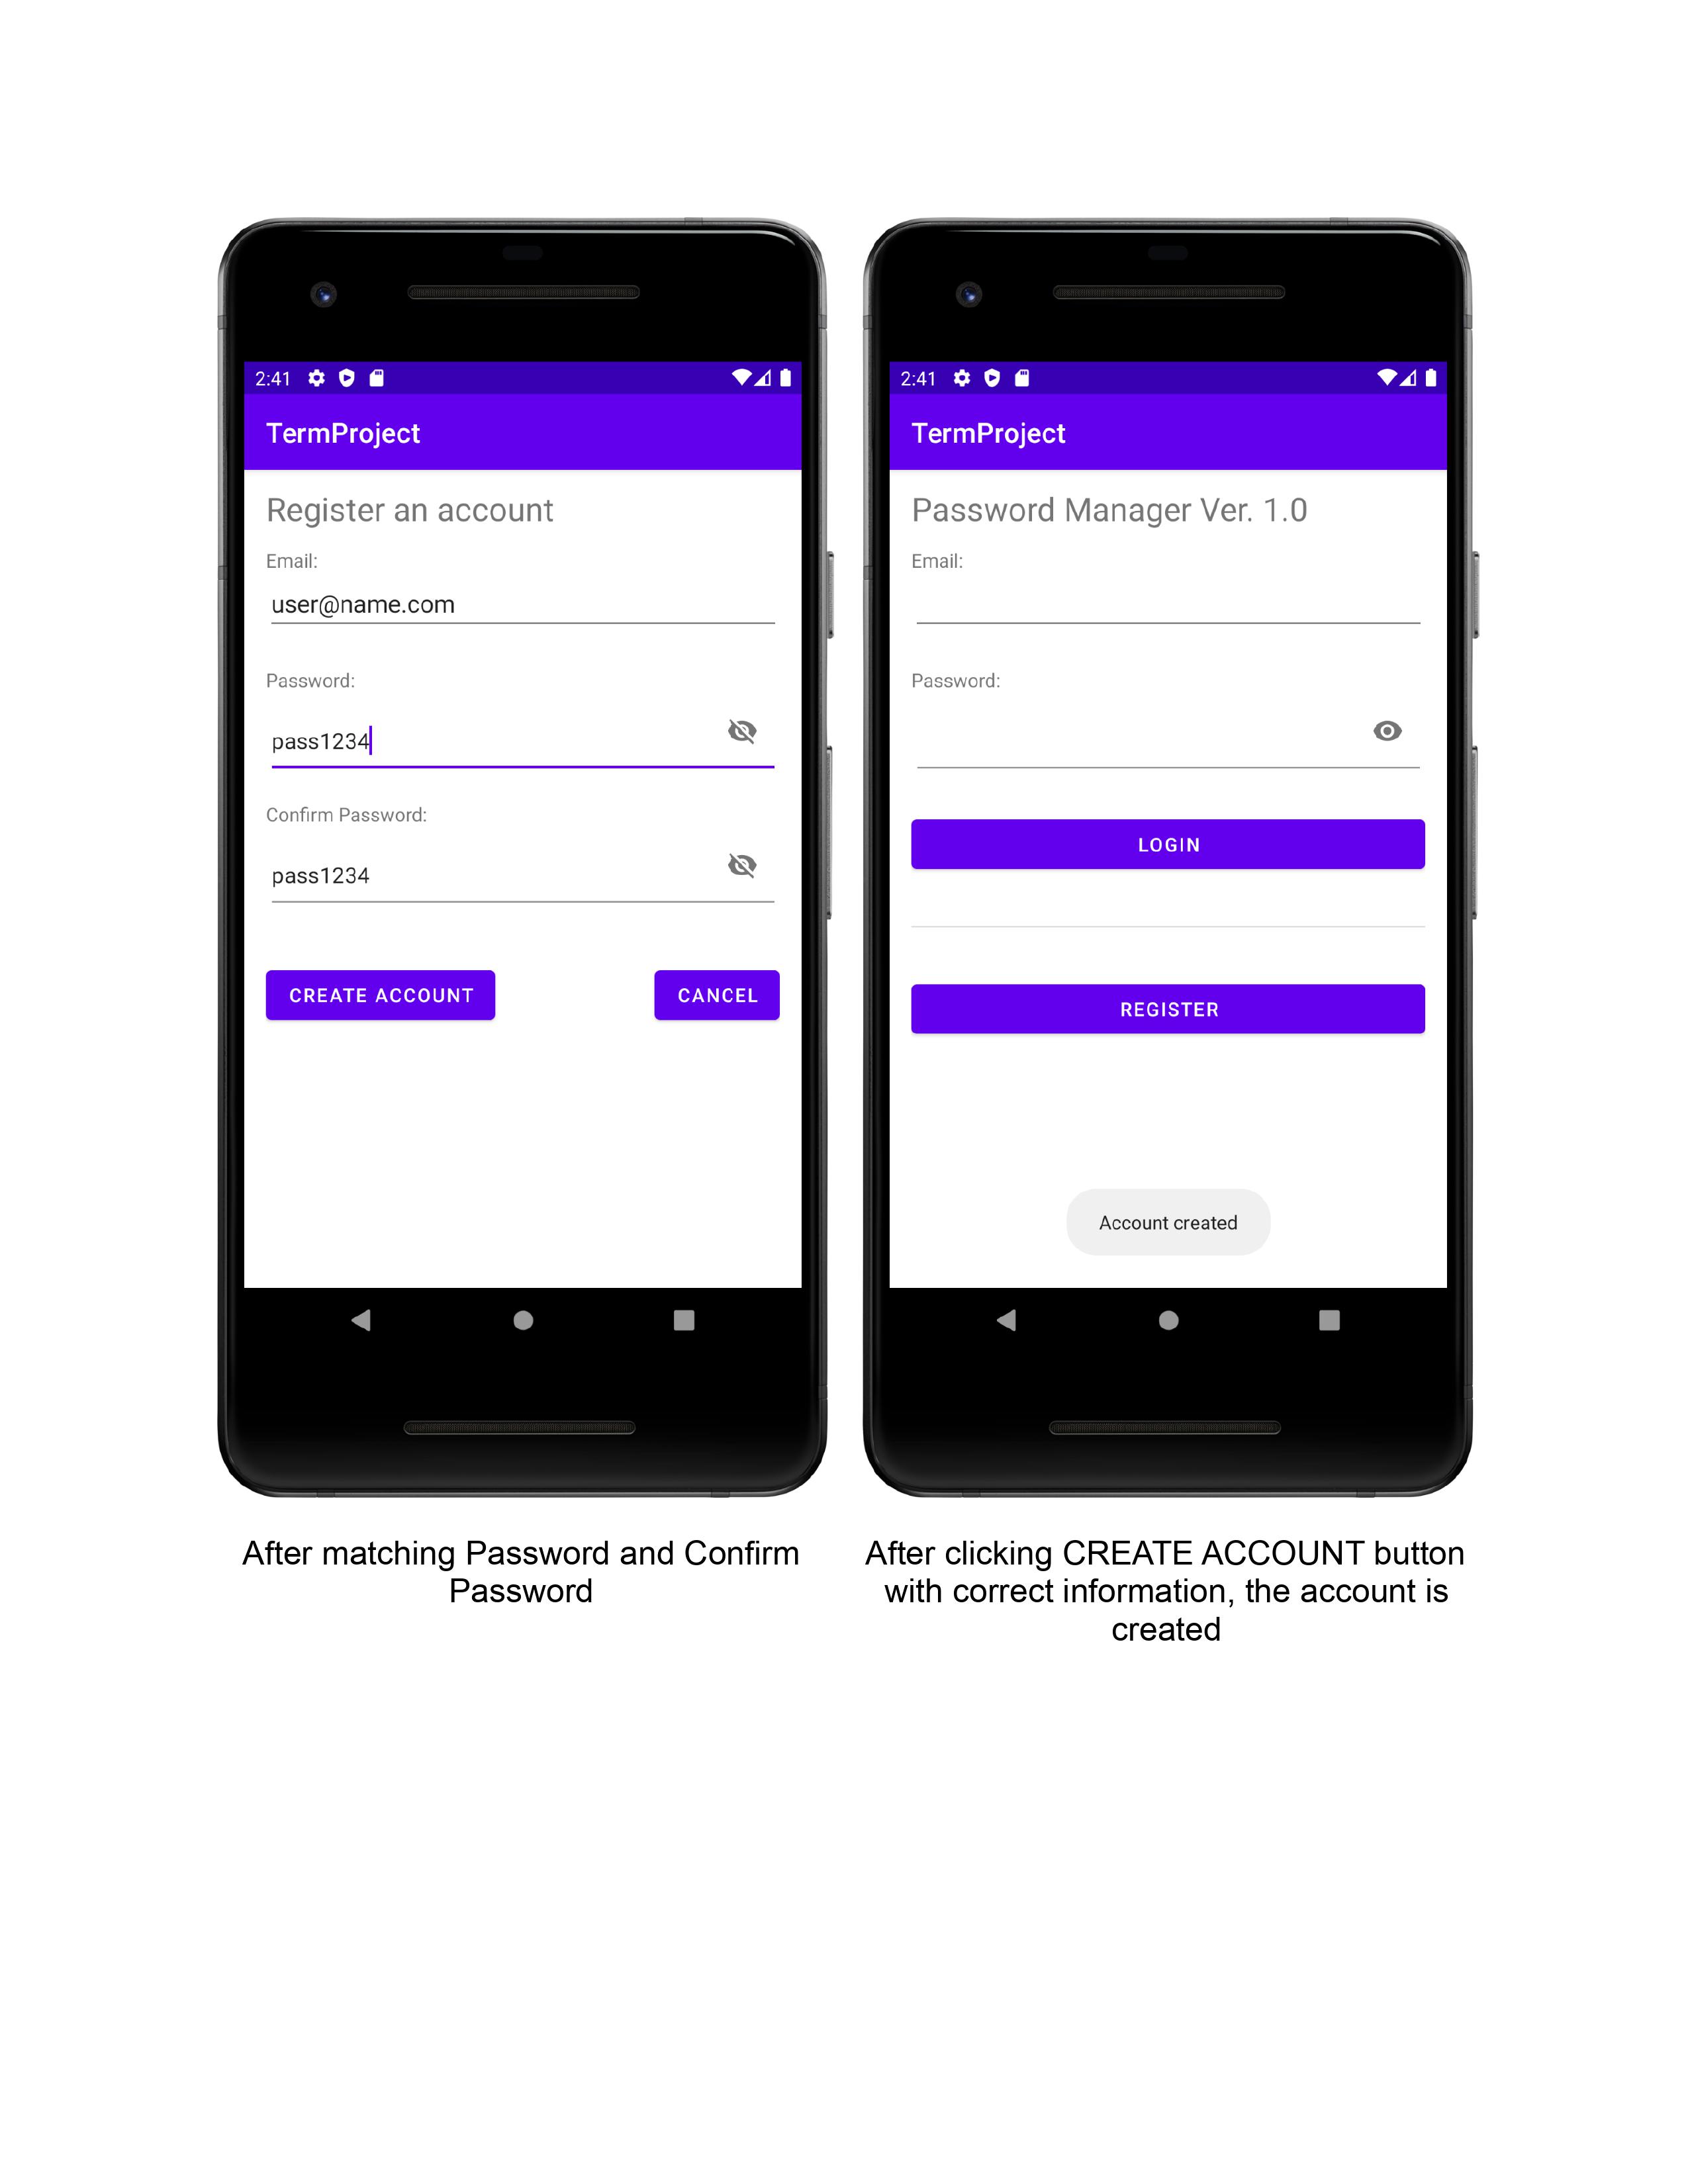 2:41
TermProject
Register an account
Email:
user@name.com
Password:
pass1234
Confirm Password:
pass1234
CREATE ACCOUNT
CANCEL
After matching Password and Confirm
Password
2:41
TermProject
Password Manager Ver. 1.0
Email:
Password:
LOGIN
REGISTER
Account created
After clicking CREATE ACCOUNT button
with correct information, the account is
created